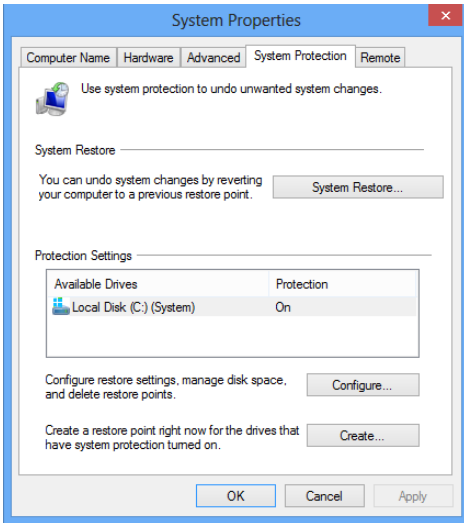 System Properties
Computer Name Hardware Advanced System Protection Remote
Use system protection to undo unwanted system changes.
System Restore
You can undo system changes by reverting
your computer to a previous restore point.
System Restore...
Protection Settings
Available Drives Protection
Local Disk (C:) (System) On
Configure restore settings, manage disk space,
and delete restore points.
Configure...
Create a restore point right now for the drives that
have system protection turned on.
Create...
OK Cancel Apply